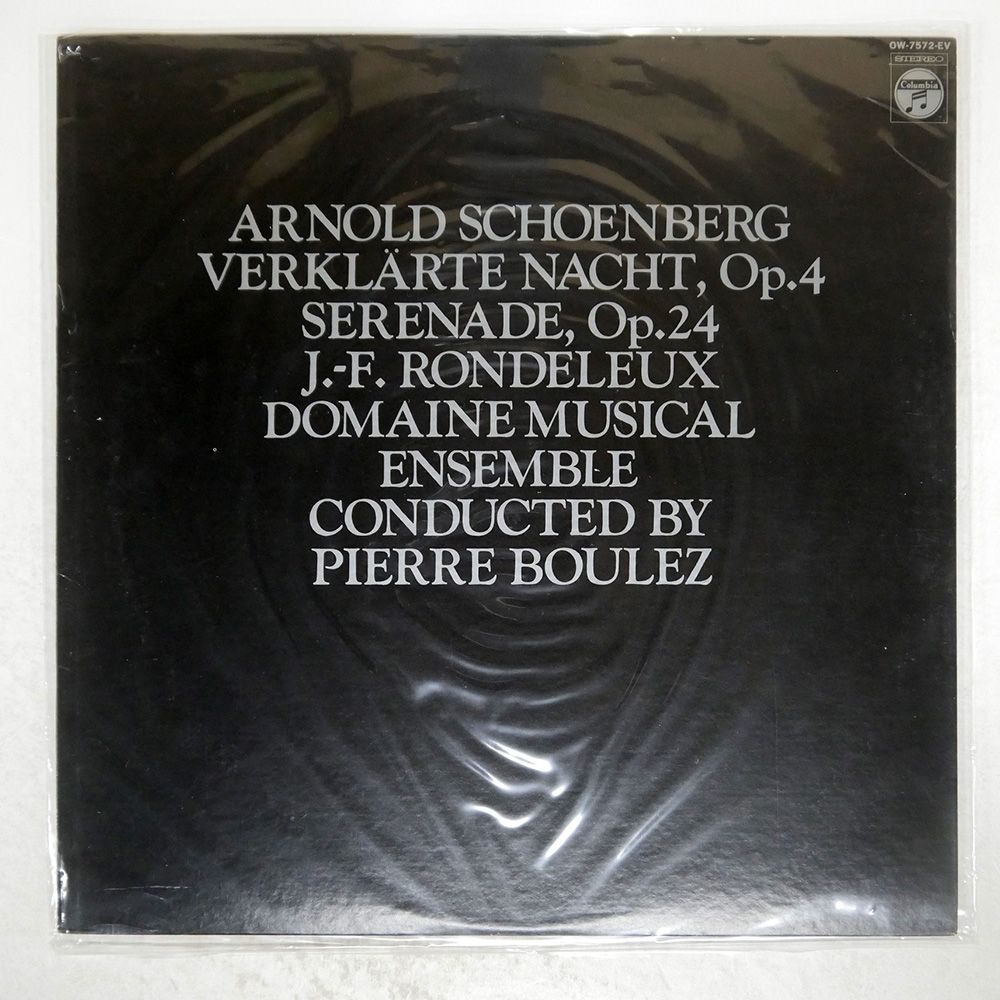 OW-7572-EV
STEREO
Columbia
ARNOLD SCHOENBERG
VERKLÄRTE NACHT, Op.4
SERENADE, Op.24
J.-F. RONDELEUX
DOMAINE MUSICAL
ENSEMBLE
CONDUCTED BY
PIERRE BOULEZ